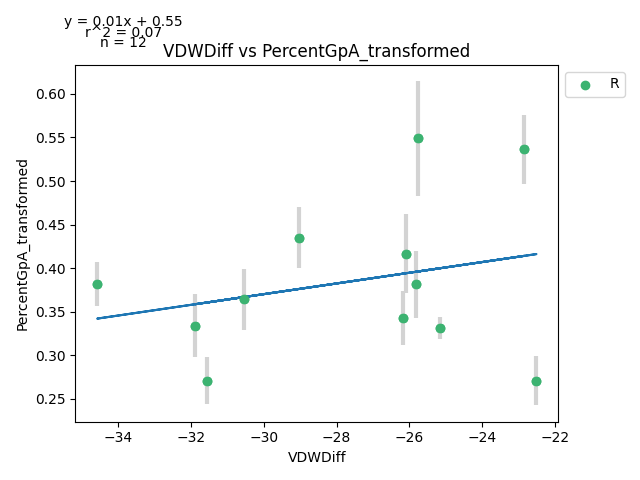 y = 0.01x + 0.55
r^2 = 0.07
n = 12
VDWDiff vs PercentGpA_transformed
R
0.60
0.55
0.50
0.45
0.40
0.35
0.30
0.25
PercentGpA_transformed
−34
−32
−30
−28
−26
−24
−22
VDWDiff